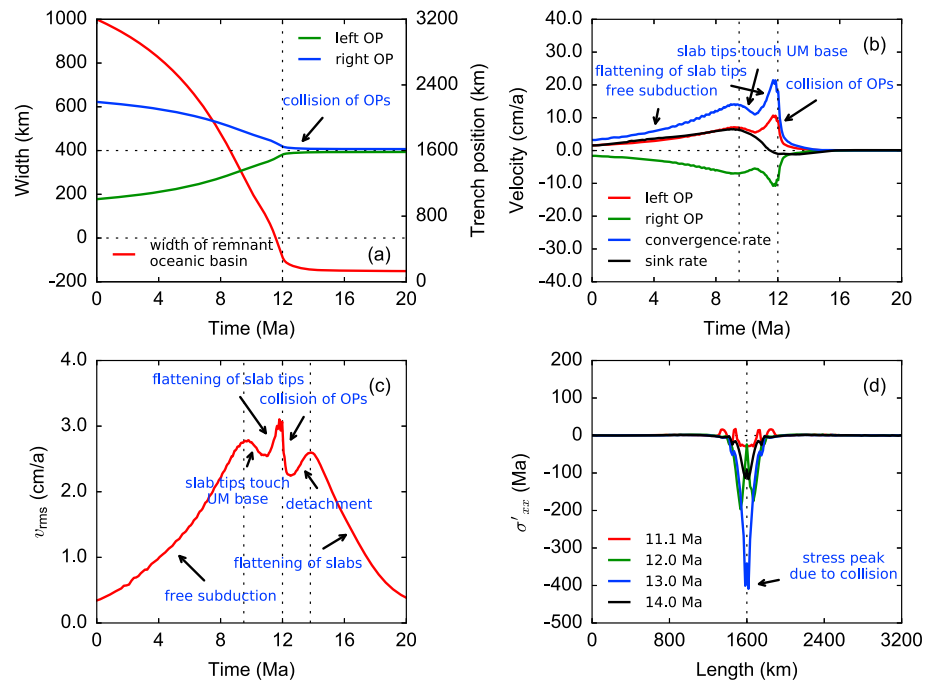 1000
800
600
400
200
0
-200
Width (km)
3200
2400
1600
800
0
Trench position (km)
left OP
right OP
collision of OPs
width of remnant
oceanic basin
(a)
0 4 8 12 16 20
Time (Ma)
40.0
30.0
20.0
10.0
0.0
-10.0
-20.0
-30.0
-40.0
Velocity (cm/a)
(b)
slab tips touch UM base
flattening of slab tips
free subduction
collision of OPs
left OP
right OP
convergence rate
sink rate
0 4 8 12 16 20
Time (Ma)
4.0
3.0
2.0
1.0
0.0
v_rms (cm/a)
(c)
flattening of slab tips
collision of OPs
slab tips touch
UM base
detachment
flattening of slabs
free subduction
0 4 8 12 16 20
Time (Ma)
200
100
0
-100
-200
-300
-400
-500
σ′xx (Ma)
(d)
11.1 Ma
12.0 Ma
13.0 Ma
14.0 Ma
stress peak
due to collision
0 800 1600 2400 3200
Length (km)